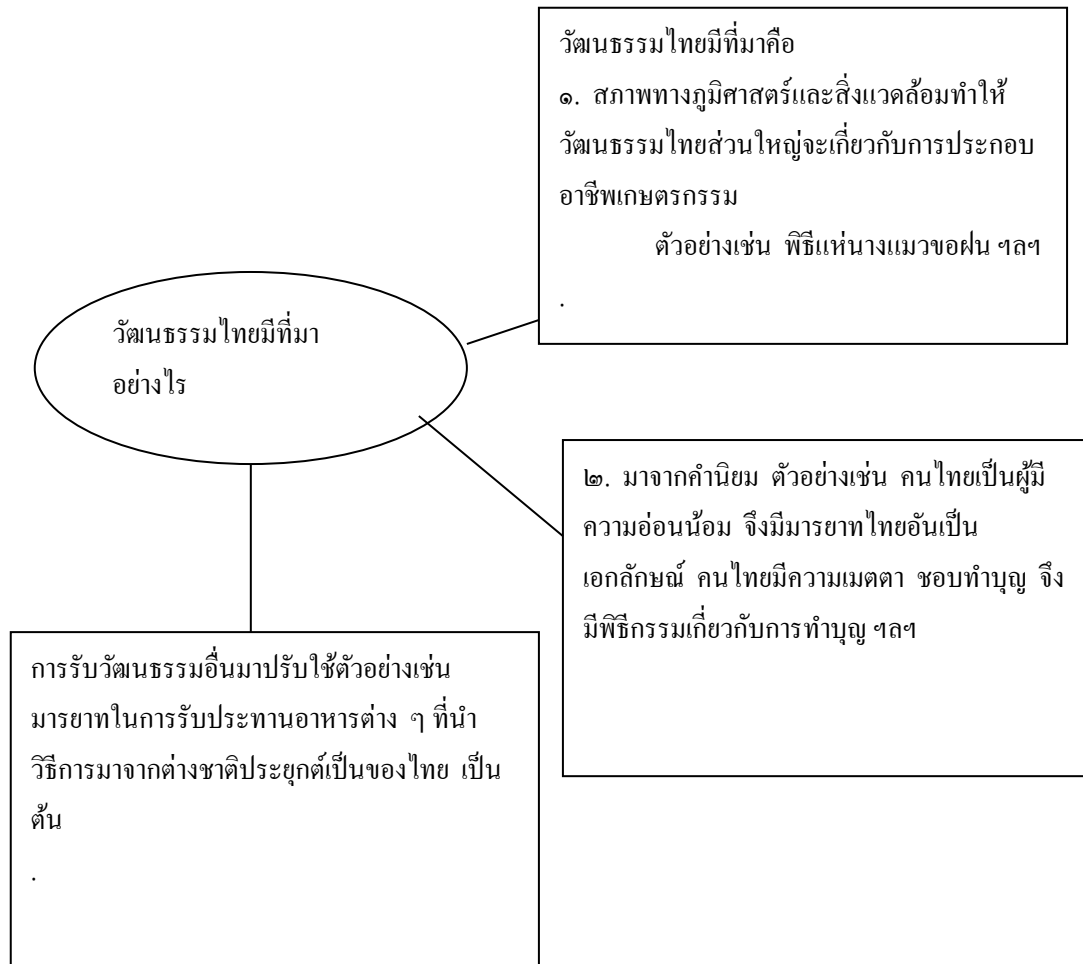 วัฒนธรรมไทยมีที่มาคือ
๑. สภาพทางภูมิศาสตร์และสิ่งแวดล้อมทำให้
วัฒนธรรมไทยส่วนใหญ่จะเกี่ยวกับการประกอบ
อาชีพเกษตรกรรม
ตัวอย่างเช่น พิธีแห่นางแมวขอฝน ฯลฯ
.
วัฒนธรรมไทยมีที่มา
อย่างไร
๒. มาจากค่านิยม ตัวอย่างเช่น คนไทยเป็นผู้มี
ความอ่อนน้อม จึงมีมารยาทไทยอันเป็น
เอกลักษณ์ คนไทยมีความเมตตา ชอบทำบุญ จึง
มีพิธีกรรมเกี่ยวกับการทำบุญ ฯลฯ
การรับวัฒนธรรมอื่นมาปรับใช้ตัวอย่างเช่น
มารยาทในการรับประทานอาหารต่าง ๆ ที่นำ
วิธีการมาจากต่างชาติประยุกต์เป็นของไทย เป็น
ต้น
.